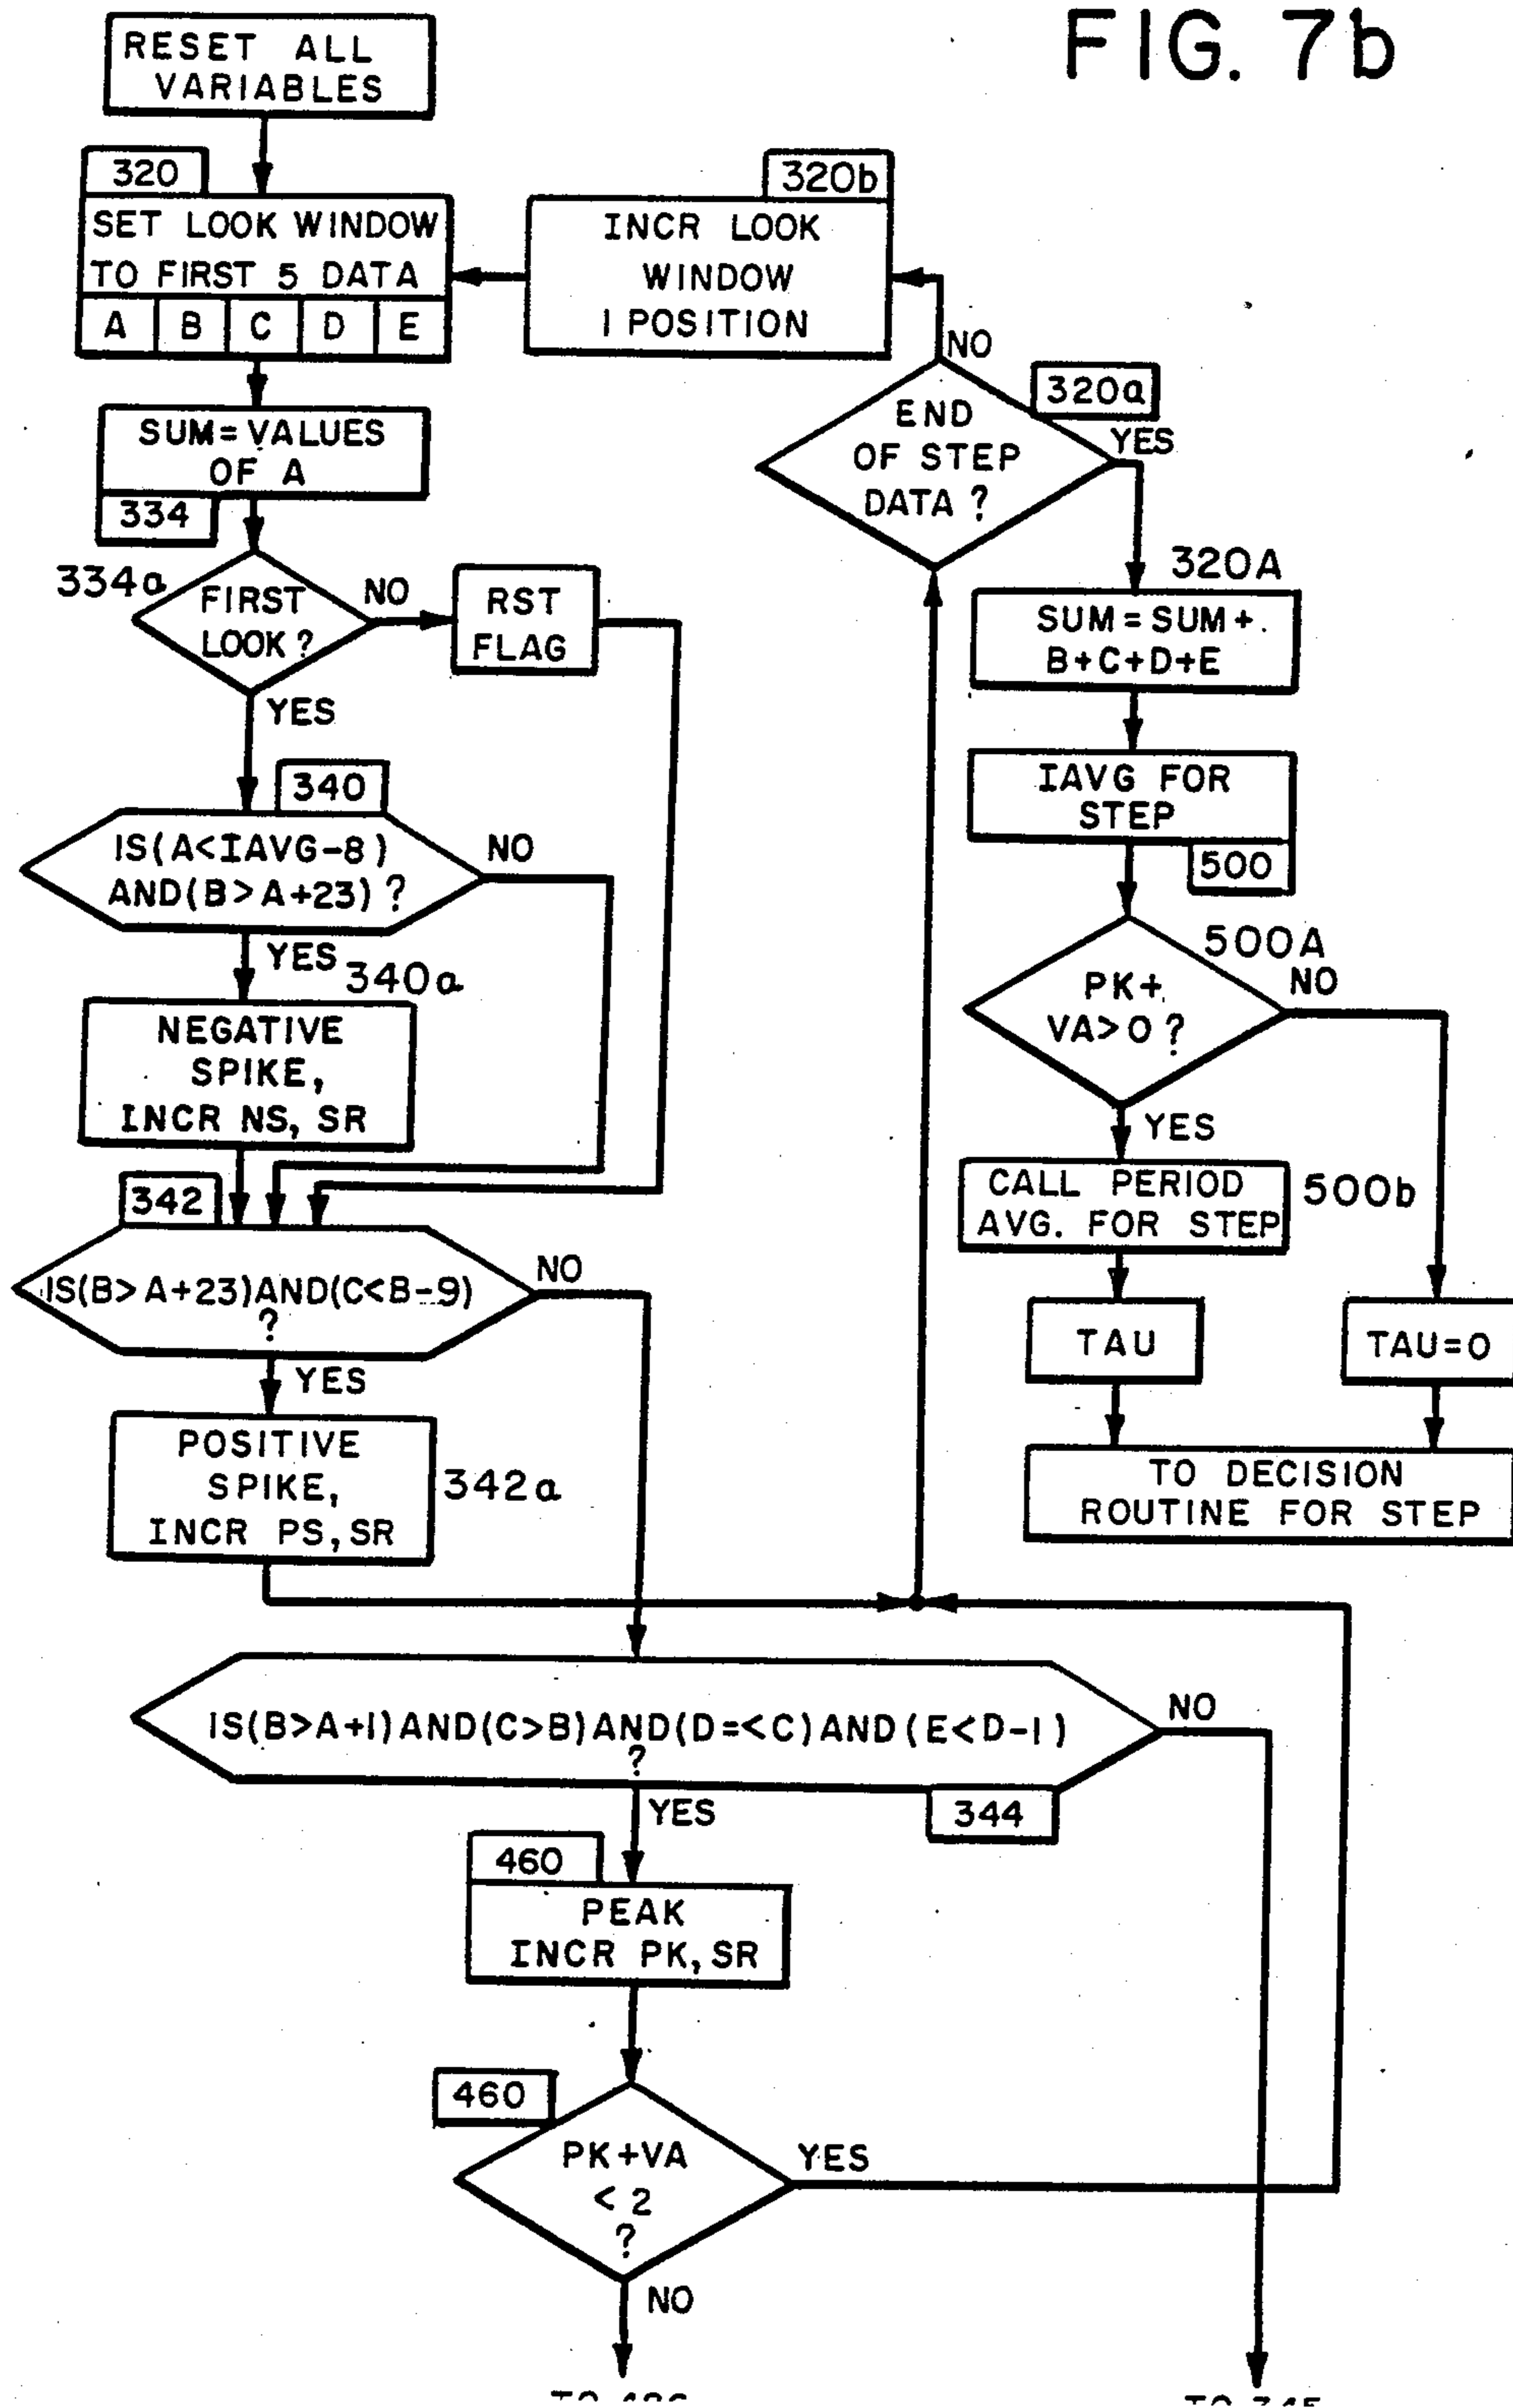 FIG. 7b
RESET ALL
VARIABLES
320
SET LOOK WINDOW
TO FIRST 5 DATA
A B C D E
320b
INCR LOOK
WINDOW
1 POSITION
SUM=VALUES
OF A
334
334a
FIRST
LOOK?
NO
YES
RST
FLAG
NO
320a
END
OF STEP
DATA ?
YES
320A
SUM=SUM+
B+C+D+E
IAVG FOR
STEP
500
340
IS(A<IAVG-8)
AND(B>A+23)?
NO
YES
340a
NEGATIVE
SPIKE,
INCR NS, SR
500A
PK+
VA>0?
NO
YES
CALL PERIOD
AVG. FOR STEP
500b
TAU
TAU=0
TO DECISION
ROUTINE FOR STEP
342
IS(B>A+23)AND(C<B-9)
?
NO
YES
POSITIVE
SPIKE,
INCR PS, SR
342a
IS(B>A+1)AND(C>B)AND(D=<C)AND(E<D-1)
?
NO
344
YES
460
PEAK
INCR PK, SR
460
PK+VA
<2
?
YES
NO
TO
TO